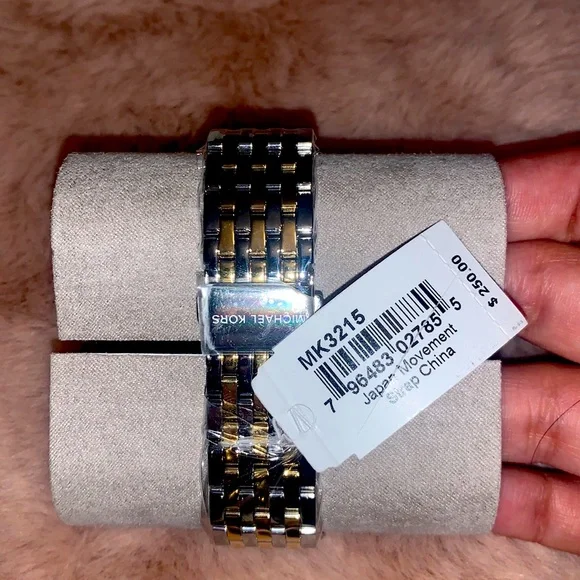 MICHAEL KORS
MK3215
7 96483 02785 5
Japan Movement
Strap China
$ 250.00